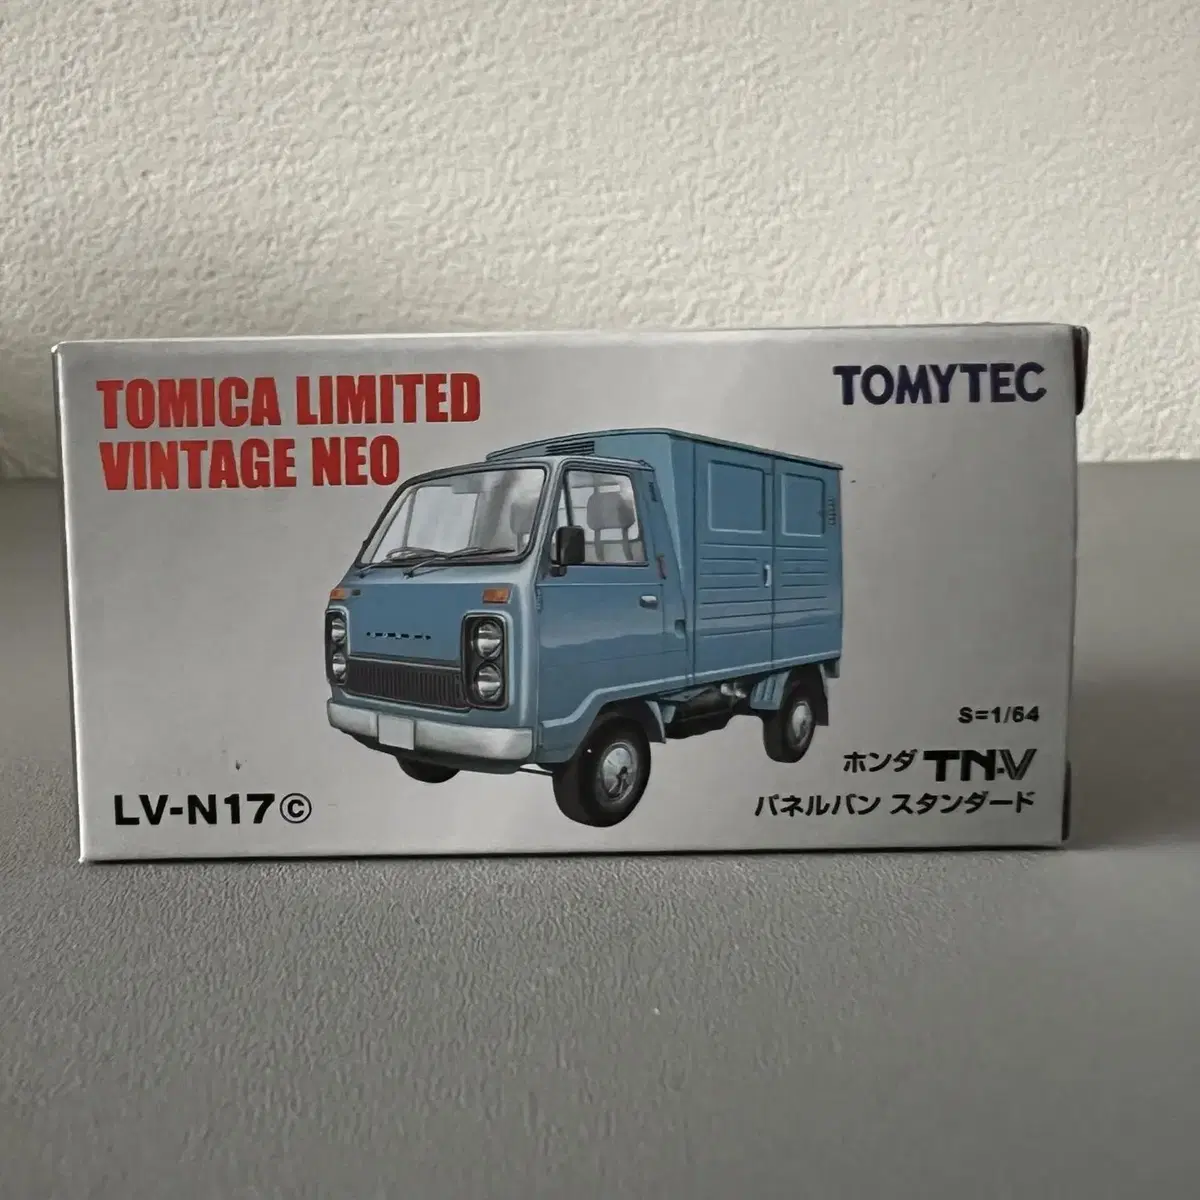 TOMICA LIMITED
VINTAGE NEO
TOMYTEC
S=1/64
ホンダ TN-V
パネルバン スタンダード
LV-N17©